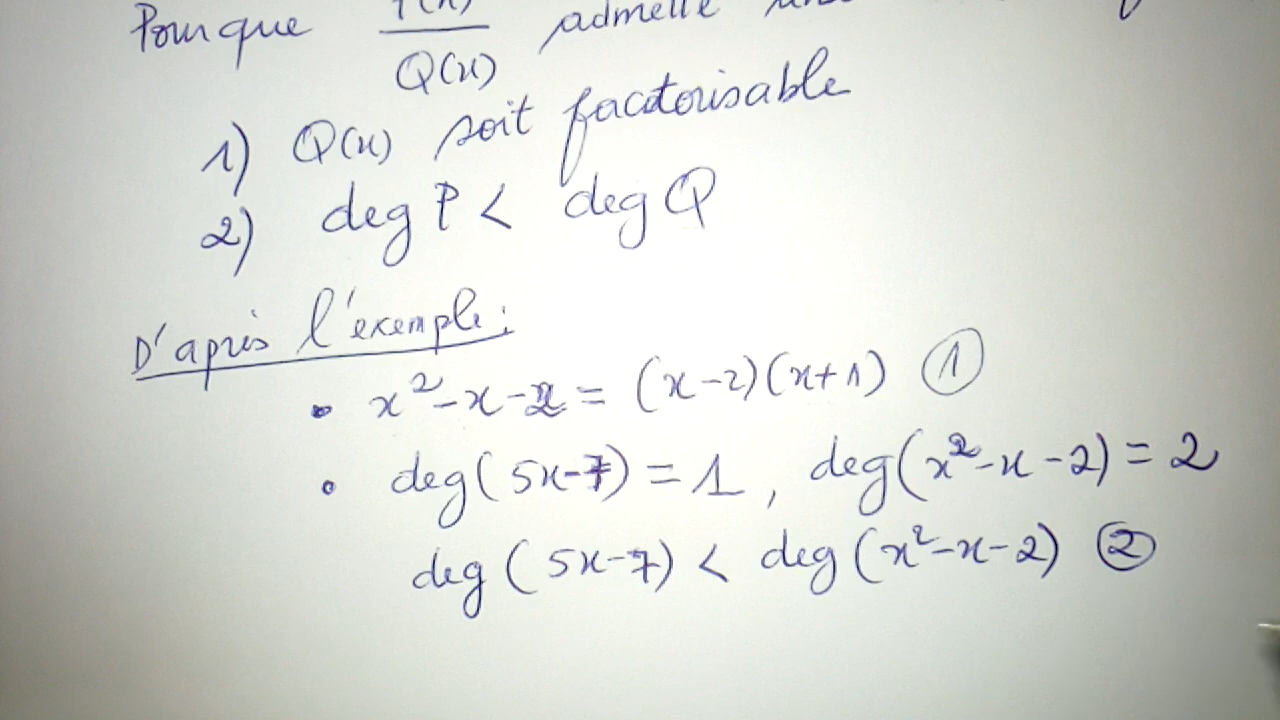 Pour que P(x)/Q(x) admette une
1) Q(x) soit factorisable
2) deg P < deg Q
D'après l'exemple:
• x² - x - 2 = (x-2)(x+1) ①
• deg(5x-7) = 1, deg(x²-x-2) = 2
deg(5x-7) < deg(x²-x-2) ②